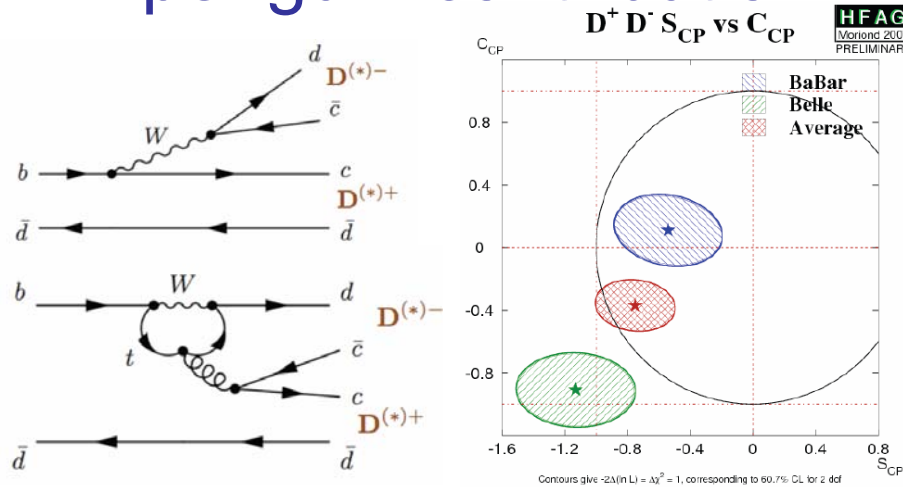 D⁺ D⁻ S_CP vs C_CP
HFAG
PRELIMINAR
C_CP
BaBar
Belle
Average
0.8
0.4
0
-0.4
-0.8
-1.6
-1.2
-0.8
-0.4
0
0.4
0.8
S_CP
Contours give -2Δ(ln L) = Δχ² = 1, corresponding to 60.7% CL for 2 dof
d
D(*)−
c̄
W
b
c
D(*)+
d̄
d̄
W
b
d
D(*)−
t
c̄
c
D(*)+
d̄
d̄